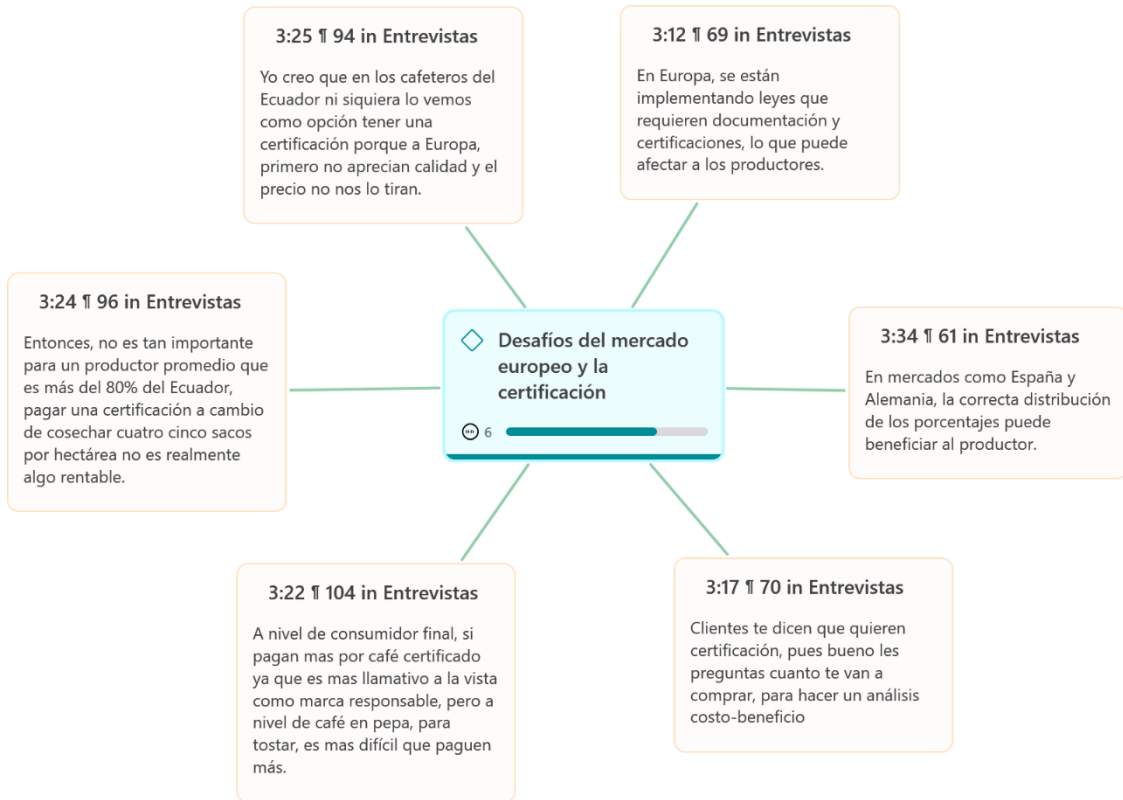 3:25 ¶ 94 in Entrevistas
Yo creo que en los cafeteros del
Ecuador ni siquiera lo vemos
como opción tener una
certificación porque a Europa,
primero no aprecian calidad y el
precio no nos lo tiran.
3:12 ¶ 69 in Entrevistas
En Europa, se están
implementando leyes que
requieren documentación y
certificaciones, lo que puede
afectar a los productores.
3:24 ¶ 96 in Entrevistas
Entonces, no es tan importante
para un productor promedio que
es más del 80% del Ecuador,
pagar una certificación a cambio
de cosechar cuatro cinco sacos
por hectárea no es realmente
algo rentable.
Desafíos del mercado
europeo y la
certificación
6
3:34 ¶ 61 in Entrevistas
En mercados como España y
Alemania, la correcta distribución
de los porcentajes puede
beneficiar al productor.
3:22 ¶ 104 in Entrevistas
A nivel de consumidor final, si
pagan mas por café certificado
ya que es mas llamativo a la vista
como marca responsable, pero a
nivel de café en pepa, para
tostar, es mas difícil que paguen
más.
3:17 ¶ 70 in Entrevistas
Clientes te dicen que quieren
certificación, pues bueno les
preguntas cuanto te van a
comprar, para hacer un análisis
costo-beneficio